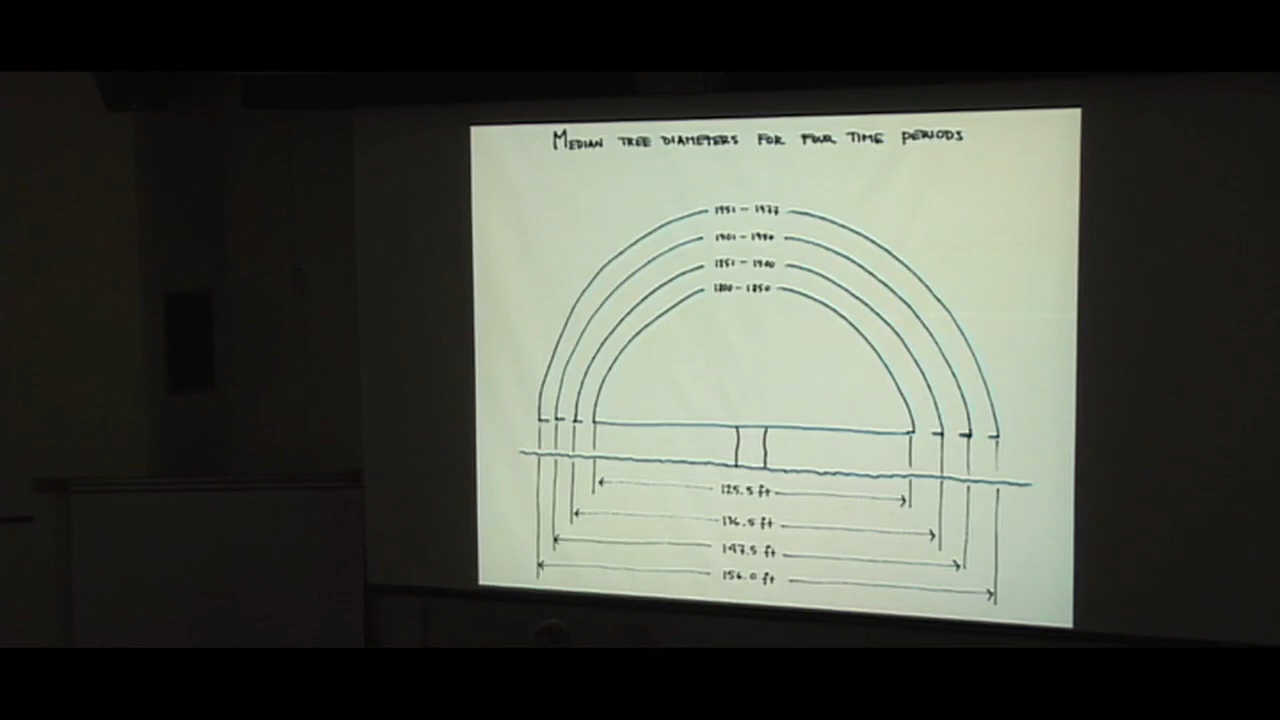 MEDIAN TREE DIAMETERS FOR FOUR TIME PERIODS
1951 - 1977
1901 - 1950
1851 - 1900
1800 - 1850
125.5 ft
136.5 ft
147.5 ft
156.0 ft